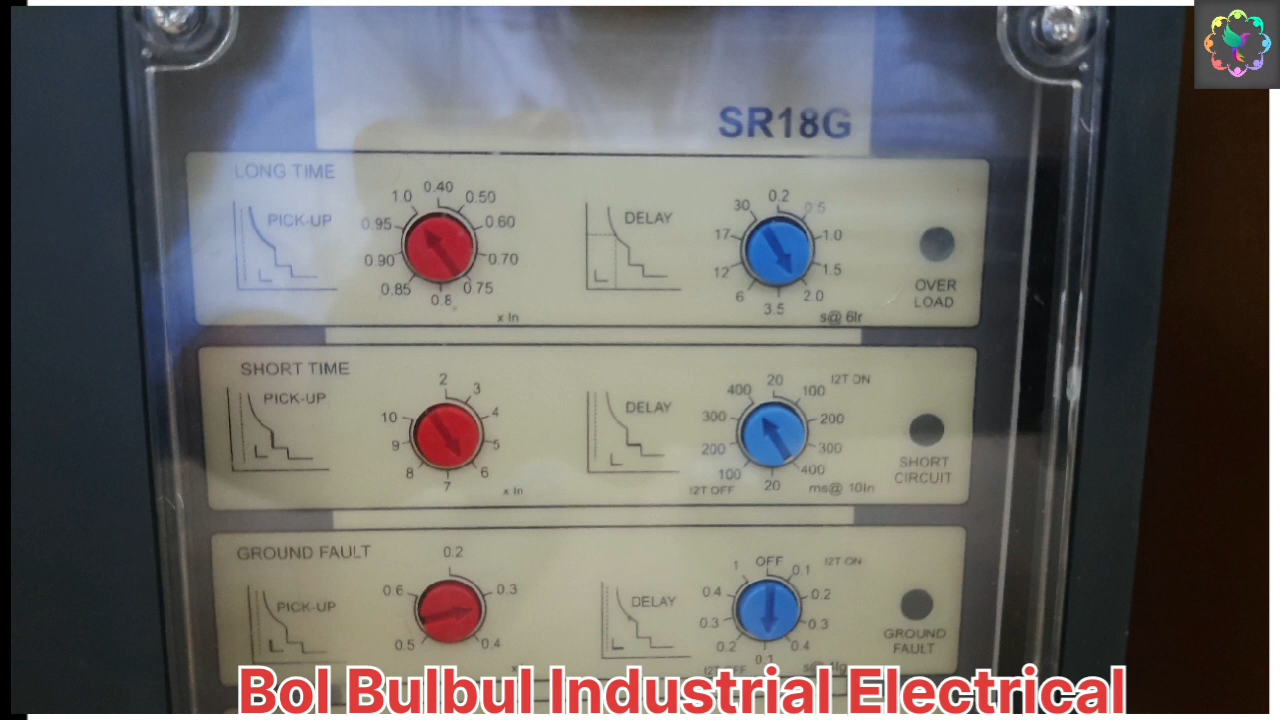 SR18G
LONG TIME
PICK-UP
0.40
0.50
0.60
0.70
0.75
0.8
0.85
0.90
0.95
1.0
x In
DELAY
0.2
0.5
1.0
1.5
2.0
3.5
6
12
17
30
s@ 6Ir
OVER
LOAD
SHORT TIME
PICK-UP
2
3
4
5
6
7
8
9
10
x In
DELAY
20
100
200
300
400
20
100
200
300
400
I2T ON
I2T OFF
ms@ 10In
SHORT
CIRCUIT
GROUND FAULT
PICK-UP
0.2
0.3
0.4
0.5
0.6
x
DELAY
OFF
0.1
0.2
0.3
0.4
0.1
0.2
0.3
0.4
1
I2T ON
I2T OFF
GROUND
FAULT
Bol Bulbul Industrial Electrical